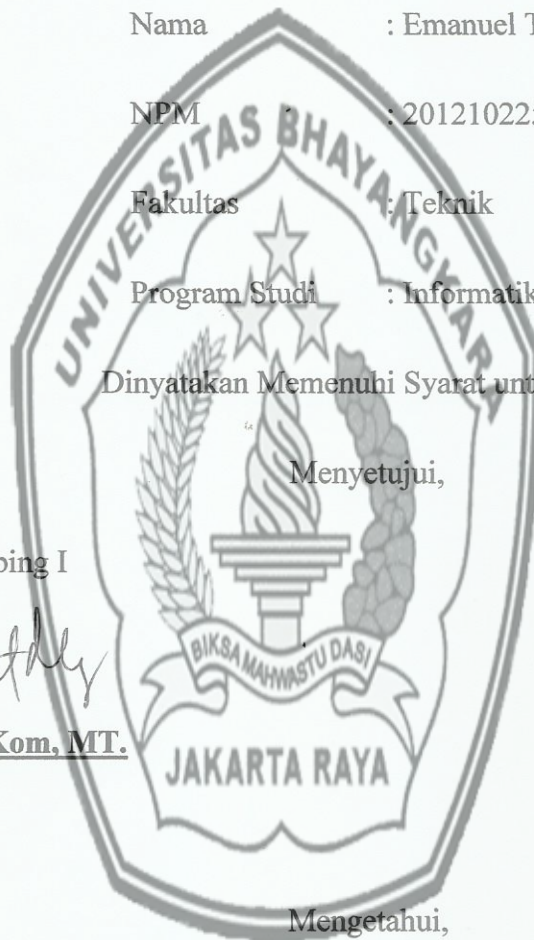 Nama : Emanuel T
NPM : 20121022
Fakultas : Teknik
Program Studi : Informatik
Dinyatakan Memenuhi Syarat unt
Menyetujui,
bing I
Kom, MT.
Mengetahui,
UNIVERSITAS BHAYANGKARA
BIKSA MAHWASTU DASI
JAKARTA RAYA